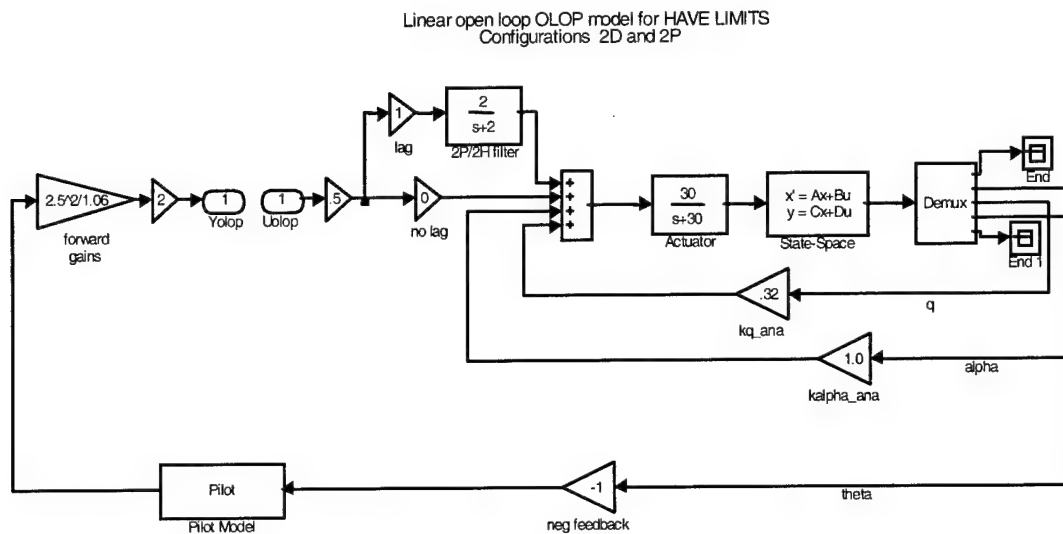 Linear open loop OLOP model for HAVE LIMITS
Configurations 2D and 2P
1
lag
2
s+2
2P/2H filter
2.5^2/1.06
forward
gains
2
1
Yolop
1
Uolop
.5
0
no lag
+
+
+
+
30
s+30
Actuator
x' = Ax+Bu
y = Cx+Du
State-Space
Demux
End
End 1
.32
kq_ana
q
1.0
kalpha_ana
alpha
Pilot
Pilot Model
-1
neg feedback
theta